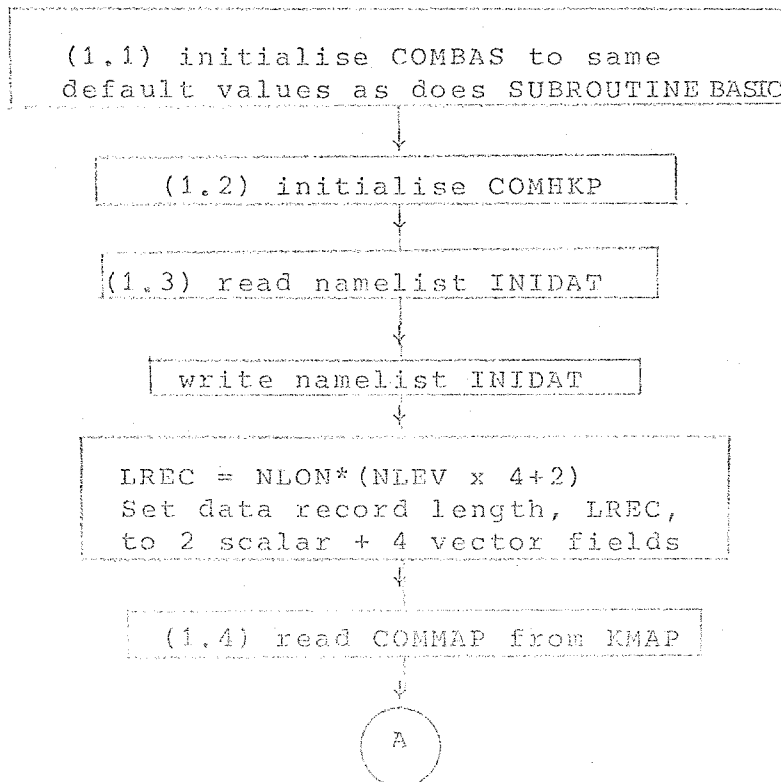 (1.1) initialise COMBAS to same
default values as does SUBROUTINE BASIC
(1.2) initialise COMHKP
(1.3) read namelist INIDAT
write namelist INIDAT
LREC = NLON*(NLEV x 4+2)
Set data record length, LREC,
to 2 scalar + 4 vector fields
(1.4) read COMMAP from KMAP
A